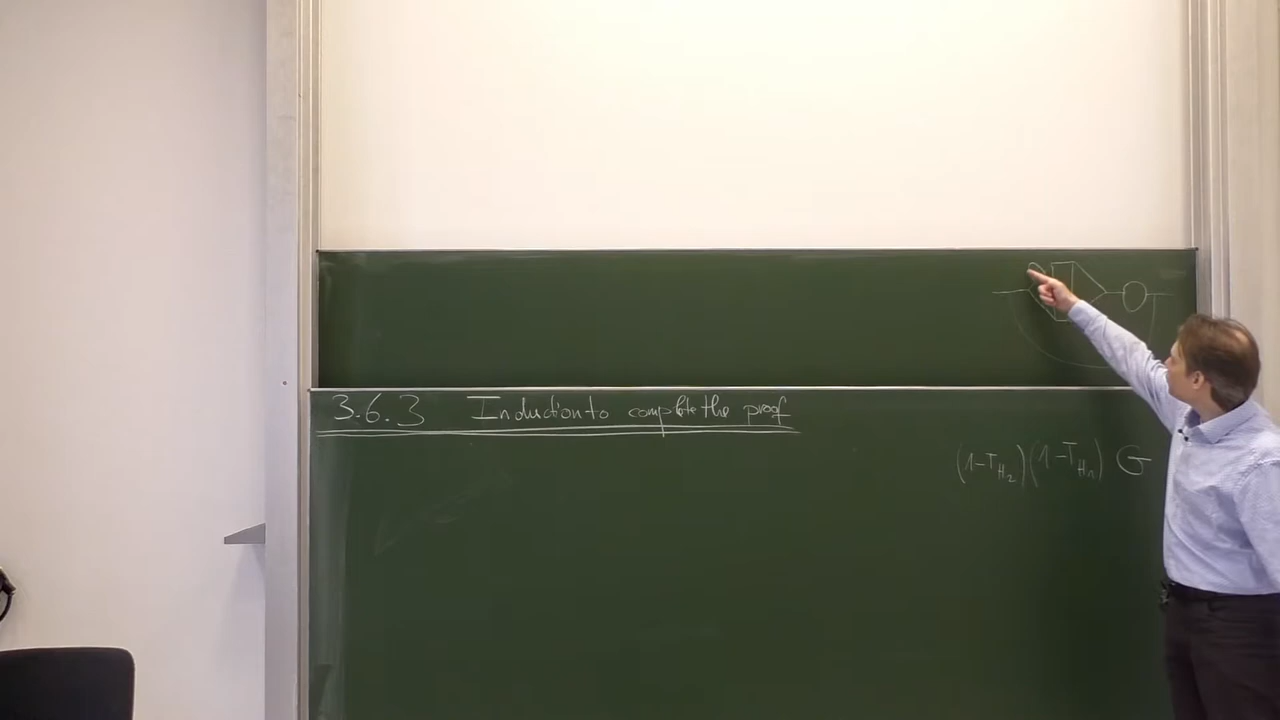 3.6.3 Induction to complete the proof
(1-T_{H_2})(1-T_{H_1}) G